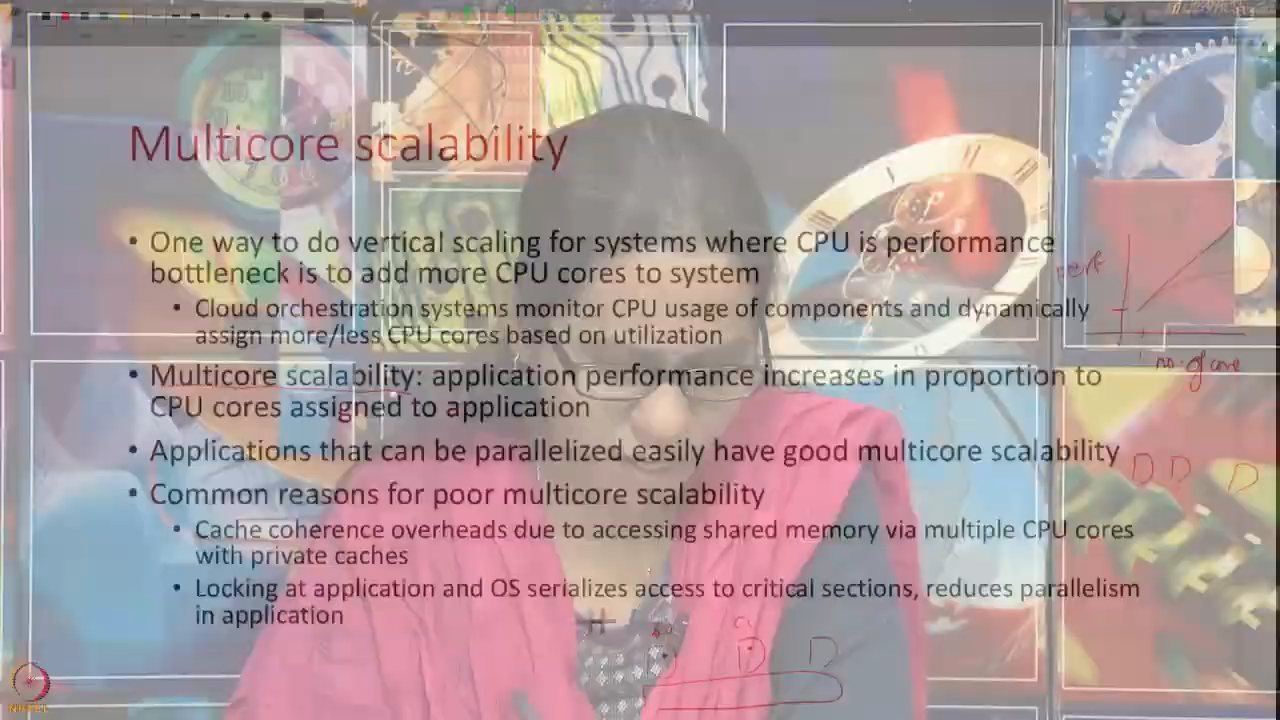 Multicore scalability
• One way to do vertical scaling for systems where CPU is performance
bottleneck is to add more CPU cores to system
• Cloud orchestration systems monitor CPU usage of components and dynamically
assign more/less CPU cores based on utilization
• Multicore scalability: application performance increases in proportion to
CPU cores assigned to application
• Applications that can be parallelized easily have good multicore scalability
• Common reasons for poor multicore scalability
• Cache coherence overheads due to accessing shared memory via multiple CPU cores
with private caches
• Locking at application and OS serializes access to critical sections, reduces parallelism
in application
perf
no. of core
NPTEL